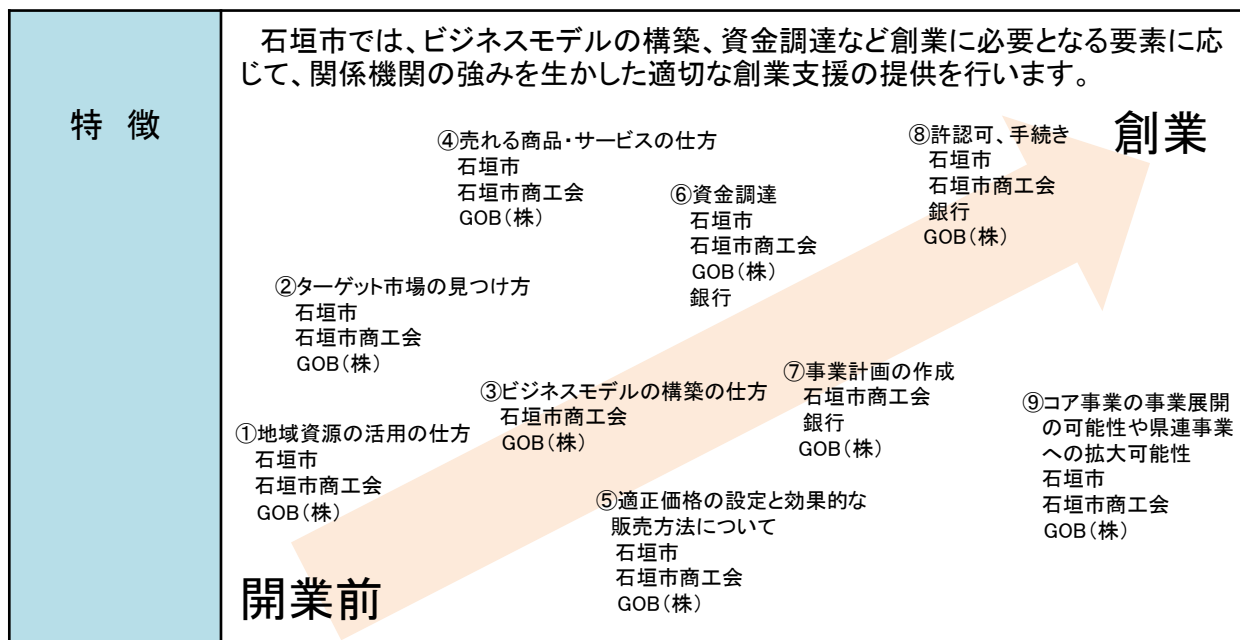 特 徴
石垣市では、ビジネスモデルの構築、資金調達など創業に必要となる要素に応
じて、関係機関の強みを生かした適切な創業支援の提供を行います。
創業
⑧許認可、手続き
石垣市
石垣市商工会
銀行
GOB(株)
④売れる商品・サービスの仕方
石垣市
石垣市商工会
GOB(株)
⑥資金調達
石垣市
石垣市商工会
GOB(株)
銀行
②ターゲット市場の見つけ方
石垣市
石垣市商工会
GOB(株)
⑦事業計画の作成
石垣市商工会
銀行
GOB(株)
③ビジネスモデルの構築の仕方
石垣市商工会
GOB(株)
⑨コア事業の事業展開
の可能性や県連事業
への拡大可能性
石垣市
石垣市商工会
GOB(株)
①地域資源の活用の仕方
石垣市
石垣市商工会
GOB(株)
⑤適正価格の設定と効果的な
販売方法について
石垣市
石垣市商工会
GOB(株)
開業前